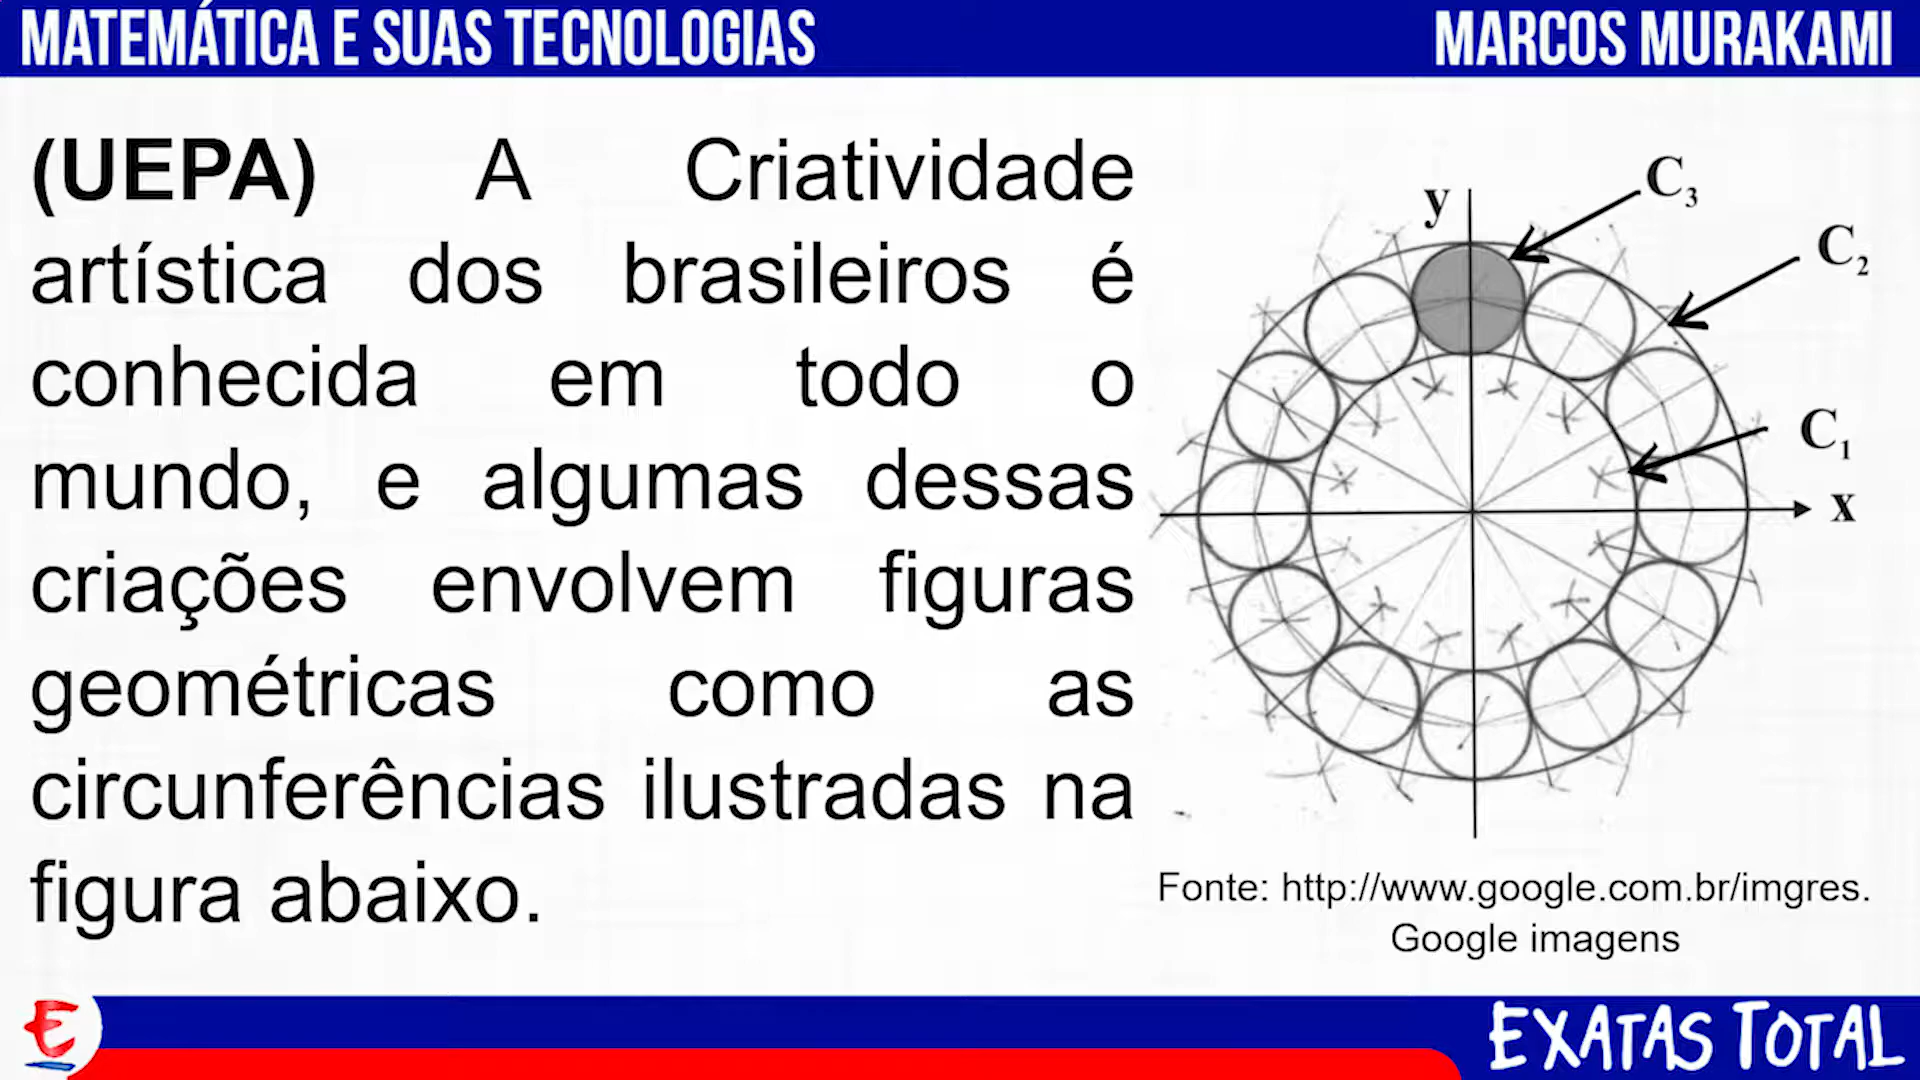 MATEMÁTICA E SUAS TECNOLOGIAS
MARCOS MURAKAMI
(UEPA) A Criatividade
artística dos brasileiros é
conhecida em todo o
mundo, e algumas dessas
criações envolvem figuras
geométricas como as
circunferências ilustradas na
figura abaixo.
y
C₃
C₂
C₁
x
Fonte: http://www.google.com.br/imgres.
Google imagens
E
EXATAS TOTAL